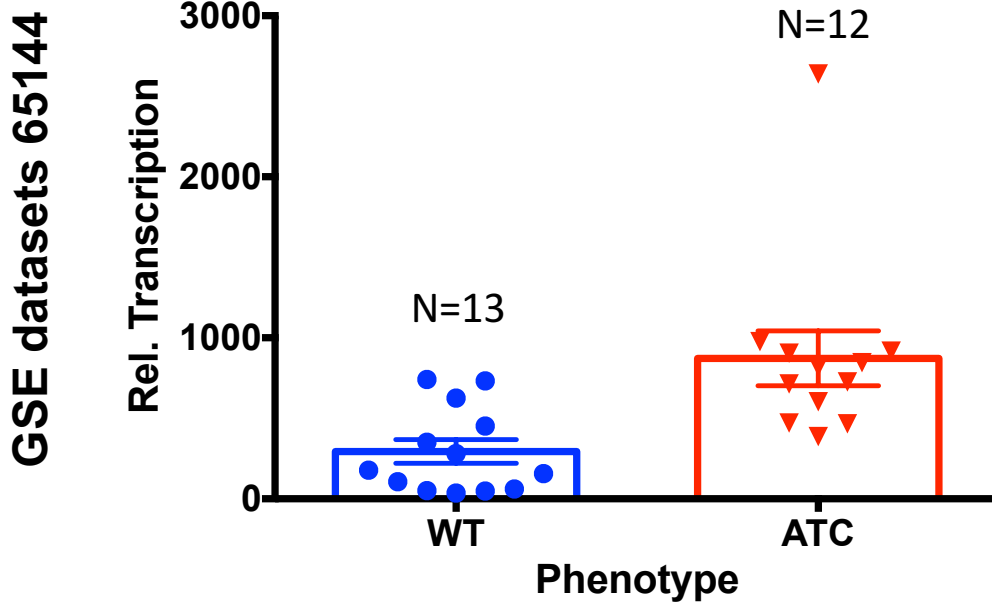 GSE datasets 65144
Rel. Transcription
3000
2000
1000
0
N=13
N=12
WT
ATC
Phenotype